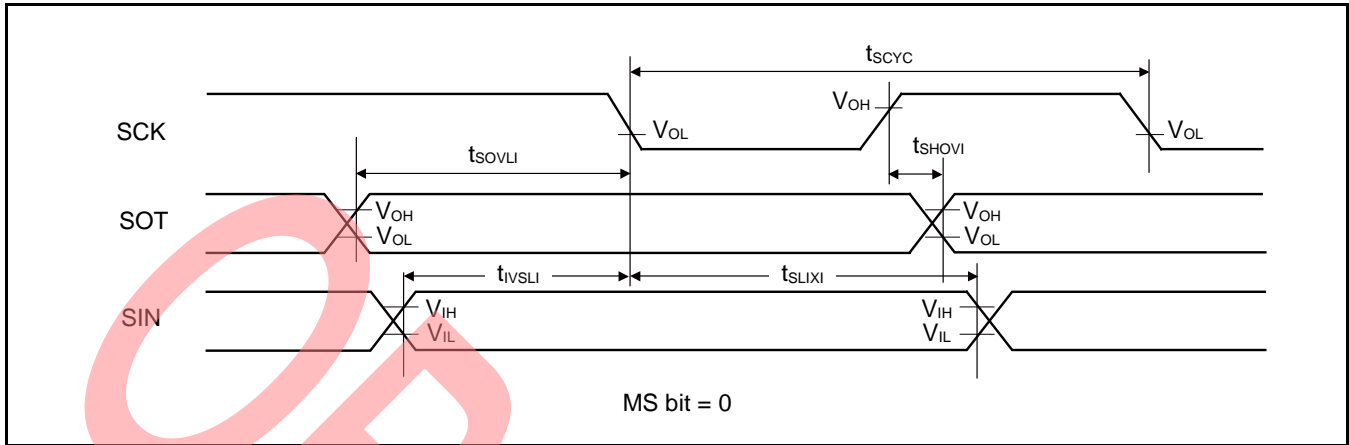 tSCYC
SCK
VOL
VOH
VOL
tSOVLI
tSHOVI
SOT
VOH
VOL
VOH
VOL
tIVSLI
tSLIXI
SIN
VIH
VIL
VIH
VIL
MS bit = 0